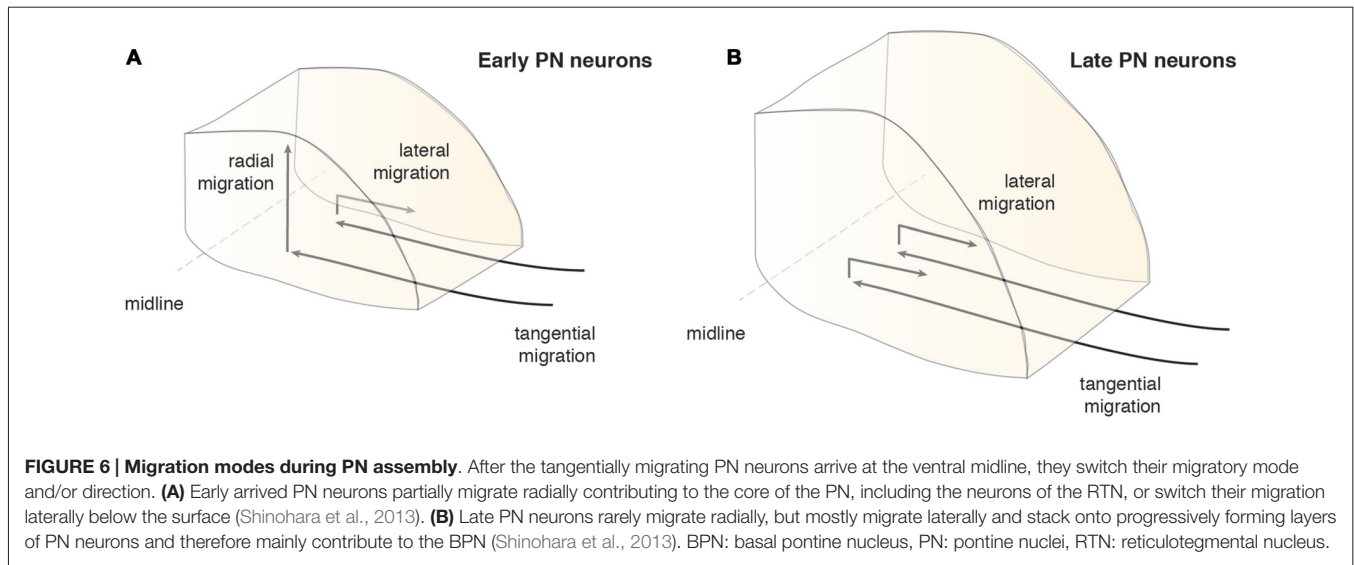 A
Early PN neurons
radial
migration
lateral
migration
midline
tangential
migration
B
Late PN neurons
lateral
migration
midline
tangential
migration
FIGURE 6 | Migration modes during PN assembly. After the tangentially migrating PN neurons arrive at the ventral midline, they switch their migratory mode
and/or direction. (A) Early arrived PN neurons partially migrate radially contributing to the core of the PN, including the neurons of the RTN, or switch their migration
laterally below the surface (Shinohara et al., 2013). (B) Late PN neurons rarely migrate radially, but mostly migrate laterally and stack onto progressively forming layers
of PN neurons and therefore mainly contribute to the BPN (Shinohara et al., 2013). BPN: basal pontine nucleus, PN: pontine nuclei, RTN: reticulotegmental nucleus.